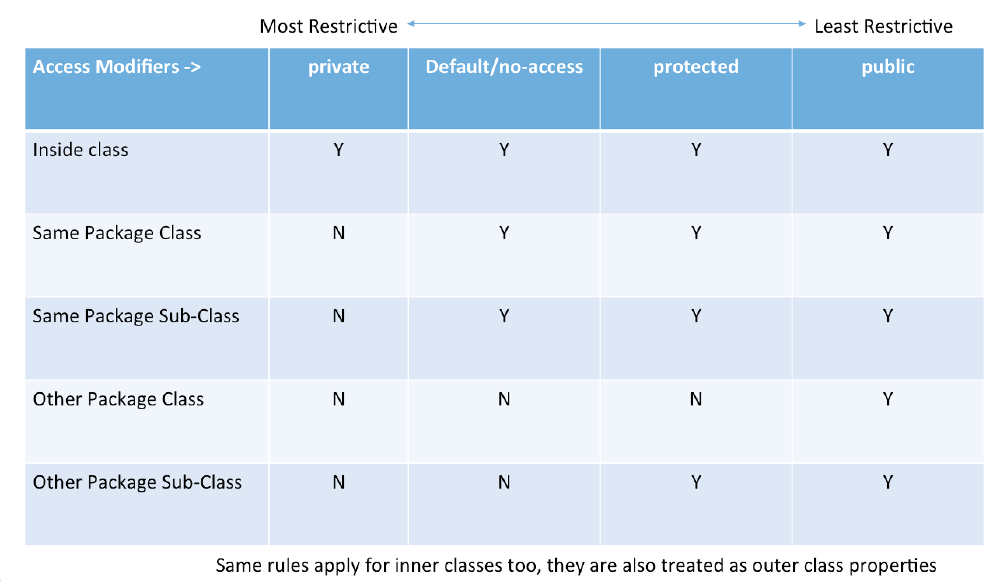 Most Restrictive Least Restrictive
Access Modifiers -> private Default/no-access protected public
Inside class Y Y Y Y
Same Package Class N Y Y Y
Same Package Sub-Class N Y Y Y
Other Package Class N N N Y
Other Package Sub-Class N N Y Y
Same rules apply for inner classes too, they are also treated as outer class properties